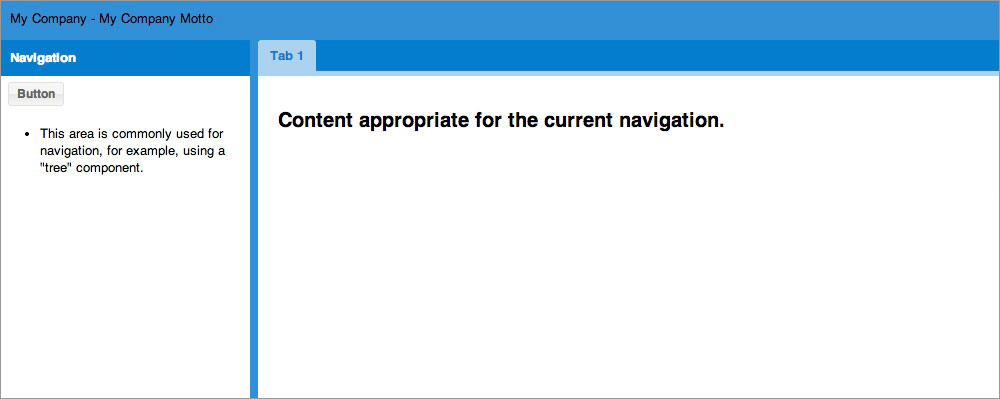 My Company - My Company Motto
Navigation
Tab 1
Button
Content appropriate for the current navigation.
This area is commonly used for
navigation, for example, using a
"tree" component.